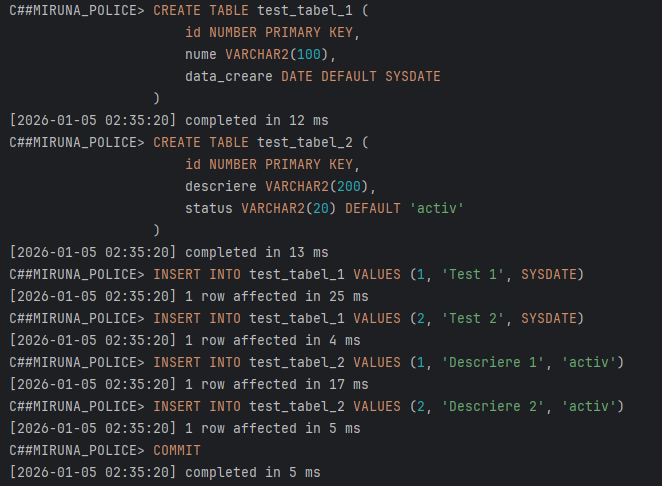 C##MIRUNA_POLICE> CREATE TABLE test_tabel_1 (
                      id NUMBER PRIMARY KEY,
                      nume VARCHAR2(100),
                      data_creare DATE DEFAULT SYSDATE
                  )
[2026-01-05 02:35:20] completed in 12 ms
C##MIRUNA_POLICE> CREATE TABLE test_tabel_2 (
                      id NUMBER PRIMARY KEY,
                      descriere VARCHAR2(200),
                      status VARCHAR2(20) DEFAULT 'activ'
                  )
[2026-01-05 02:35:20] completed in 13 ms
C##MIRUNA_POLICE> INSERT INTO test_tabel_1 VALUES (1, 'Test 1', SYSDATE)
[2026-01-05 02:35:20] 1 row affected in 25 ms
C##MIRUNA_POLICE> INSERT INTO test_tabel_1 VALUES (2, 'Test 2', SYSDATE)
[2026-01-05 02:35:20] 1 row affected in 4 ms
C##MIRUNA_POLICE> INSERT INTO test_tabel_2 VALUES (1, 'Descriere 1', 'activ')
[2026-01-05 02:35:20] 1 row affected in 17 ms
C##MIRUNA_POLICE> INSERT INTO test_tabel_2 VALUES (2, 'Descriere 2', 'activ')
[2026-01-05 02:35:20] 1 row affected in 5 ms
C##MIRUNA_POLICE> COMMIT
[2026-01-05 02:35:20] completed in 5 ms